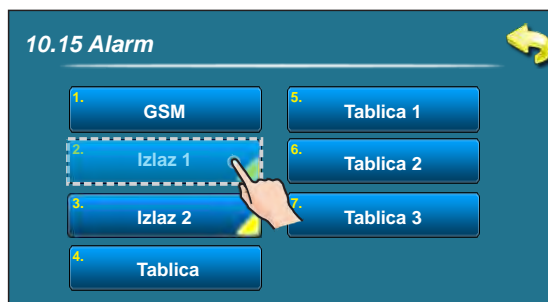 10.15 Alarm
1. GSM
2. Izlaz 1
3. Izlaz 2
4. Tablica
5. Tablica 1
6. Tablica 2
7. Tablica 3